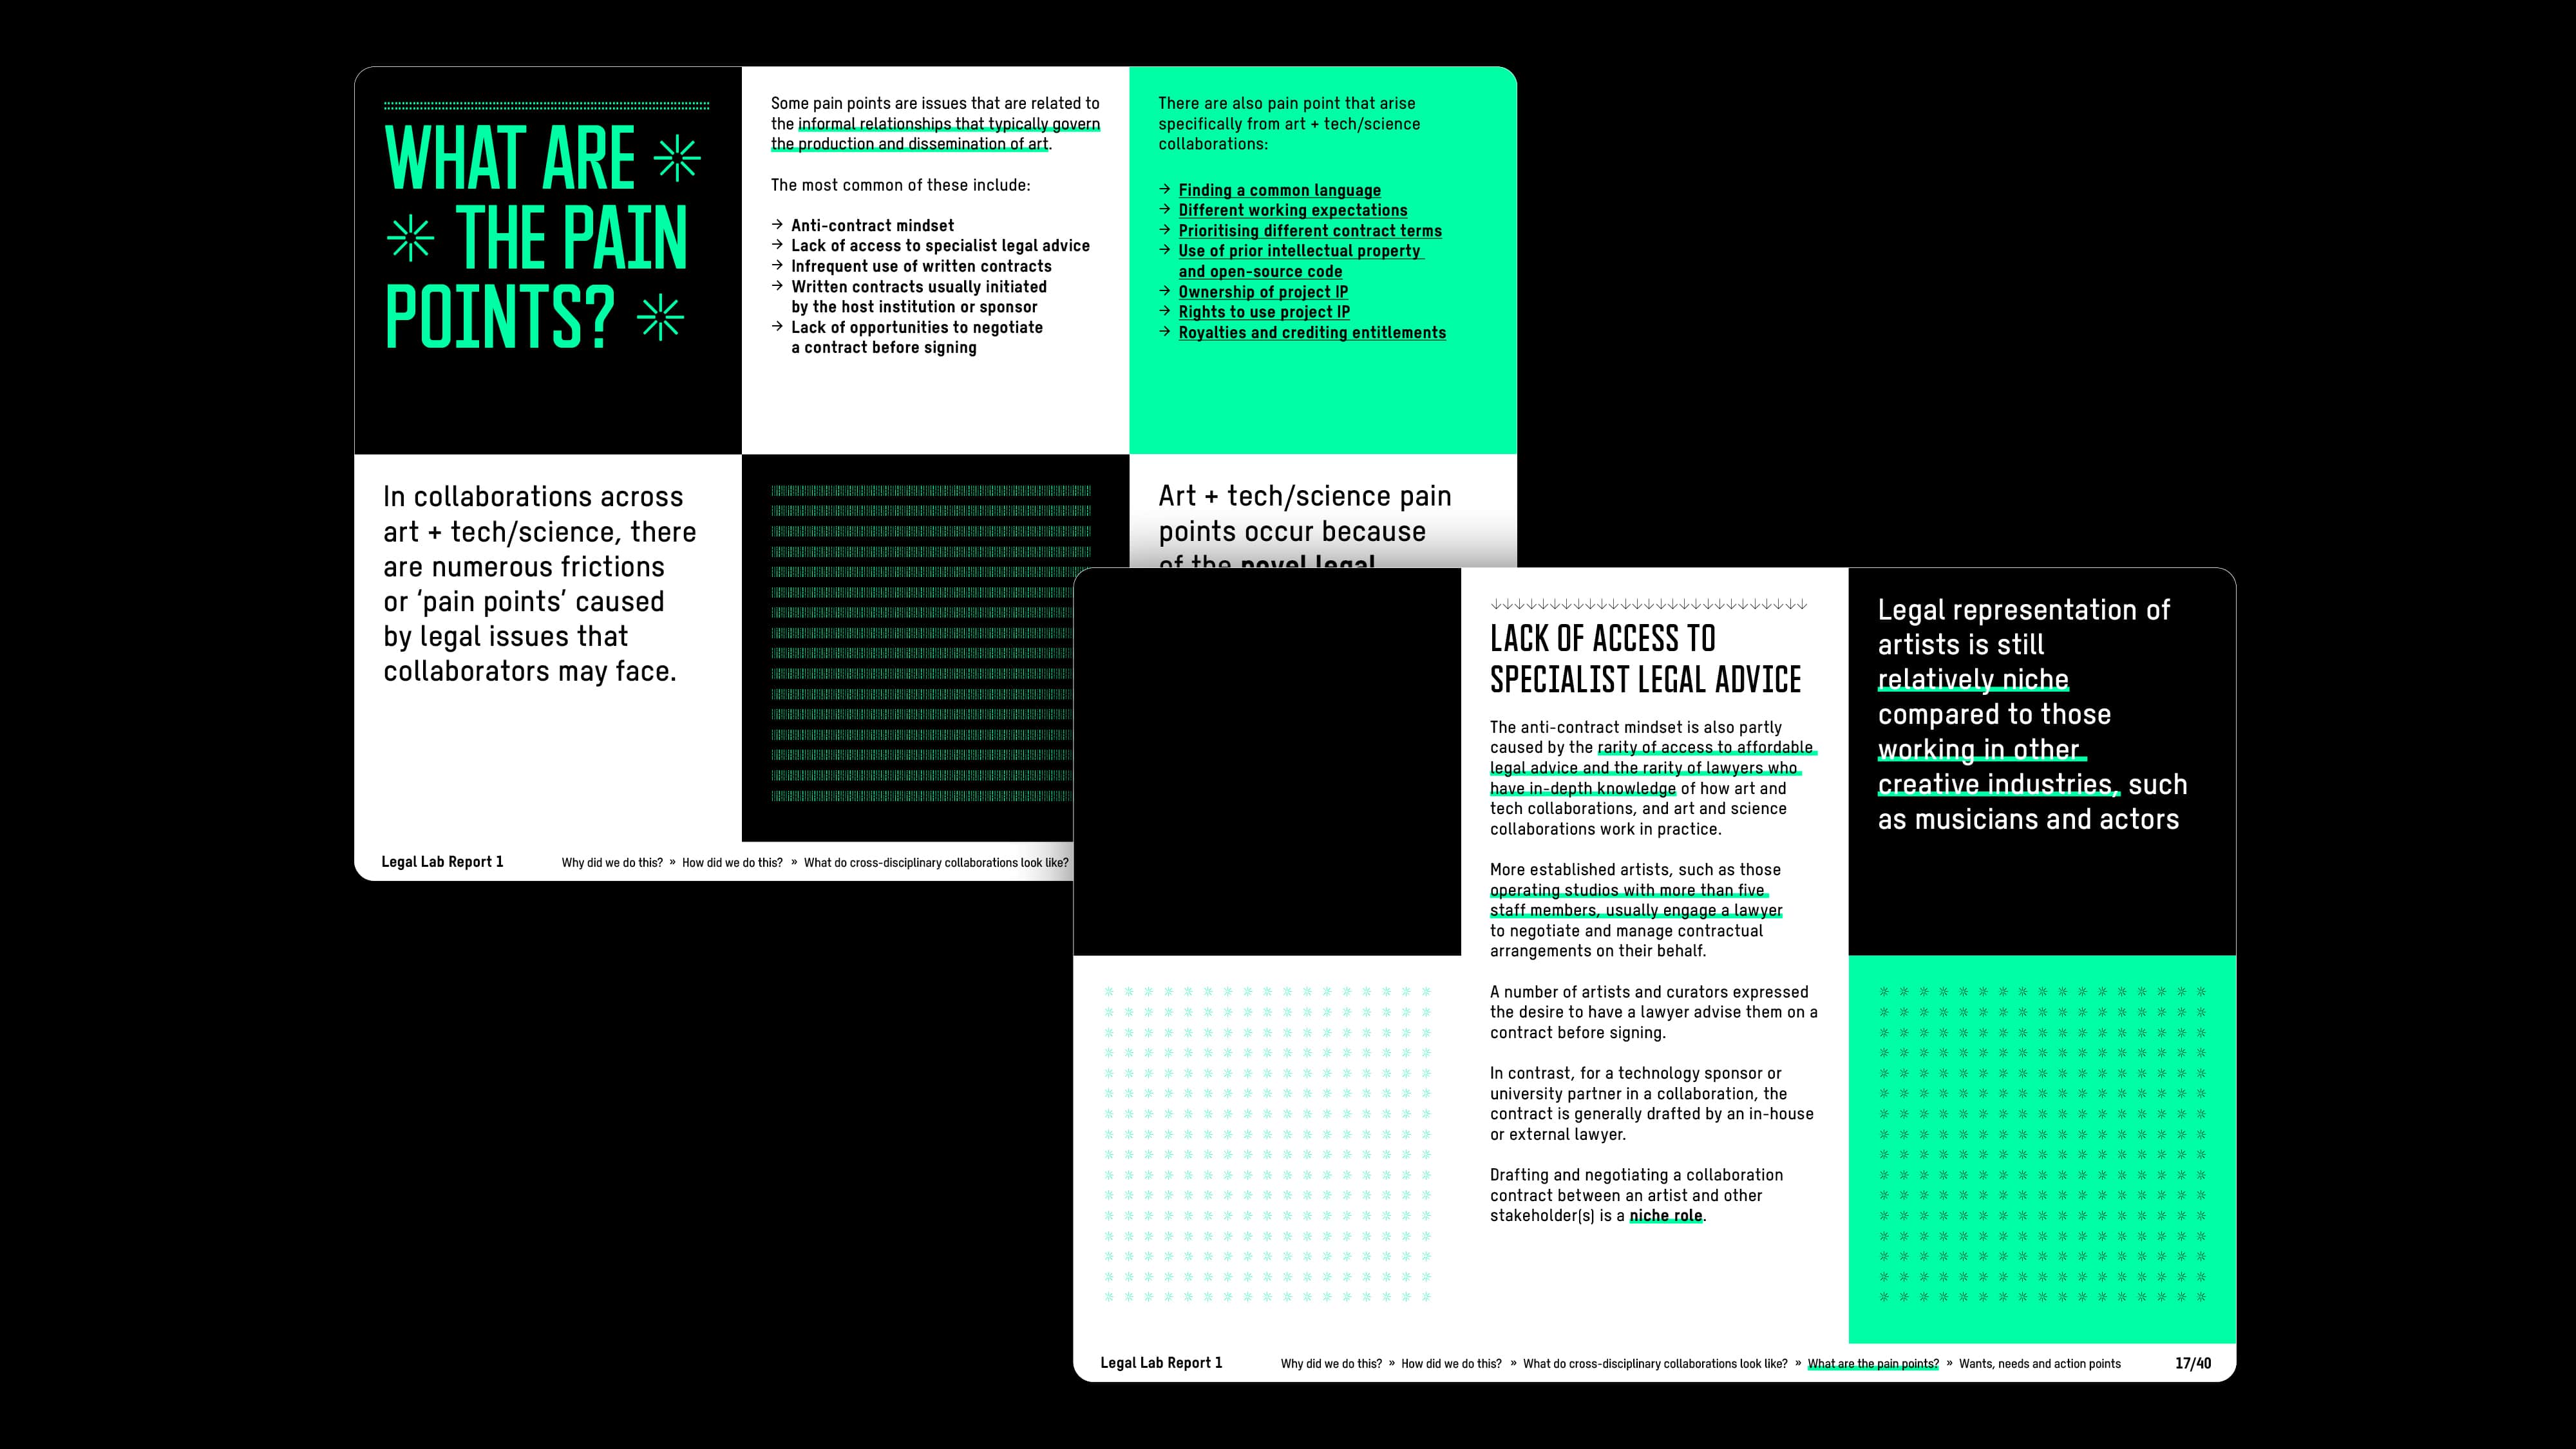 WHAT ARE
THE PAIN
POINTS?
Some pain points are issues that are related to
the informal relationships that typically govern
the production and dissemination of art.
The most common of these include:
→ Anti-contract mindset
→ Lack of access to specialist legal advice
→ Infrequent use of written contracts
→ Written contracts usually initiated
by the host institution or sponsor
→ Lack of opportunities to negotiate
a contract before signing
There are also pain point that arise
specifically from art + tech/science
collaborations:
→ Finding a common language
→ Different working expectations
→ Prioritising different contract terms
→ Use of prior intellectual property
and open-source code
→ Ownership of project IP
→ Rights to use project IP
→ Royalties and crediting entitlements
In collaborations across
art + tech/science, there
are numerous frictions
or ‘pain points’ caused
by legal issues that
collaborators may face.
Art + tech/science pain
points occur because
of the novel legal
Legal Lab Report 1
Why did we do this? » How did we do this? » What do cross-disciplinary collaborations look like?
LACK OF ACCESS TO
SPECIALIST LEGAL ADVICE
The anti-contract mindset is also partly
caused by the rarity of access to affordable
legal advice and the rarity of lawyers who
have in-depth knowledge of how art and
tech collaborations, and art and science
collaborations work in practice.
More established artists, such as those
operating studios with more than five
staff members, usually engage a lawyer
to negotiate and manage contractual
arrangements on their behalf.
A number of artists and curators expressed
the desire to have a lawyer advise them on a
contract before signing.
In contrast, for a technology sponsor or
university partner in a collaboration, the
contract is generally drafted by an in-house
or external lawyer.
Drafting and negotiating a collaboration
contract between an artist and other
stakeholder(s) is a niche role.
Legal representation of
artists is still
relatively niche
compared to those
working in other
creative industries, such
as musicians and actors
Legal Lab Report 1
Why did we do this? » How did we do this? » What do cross-disciplinary collaborations look like? » What are the pain points? » Wants, needs and action points
17/40